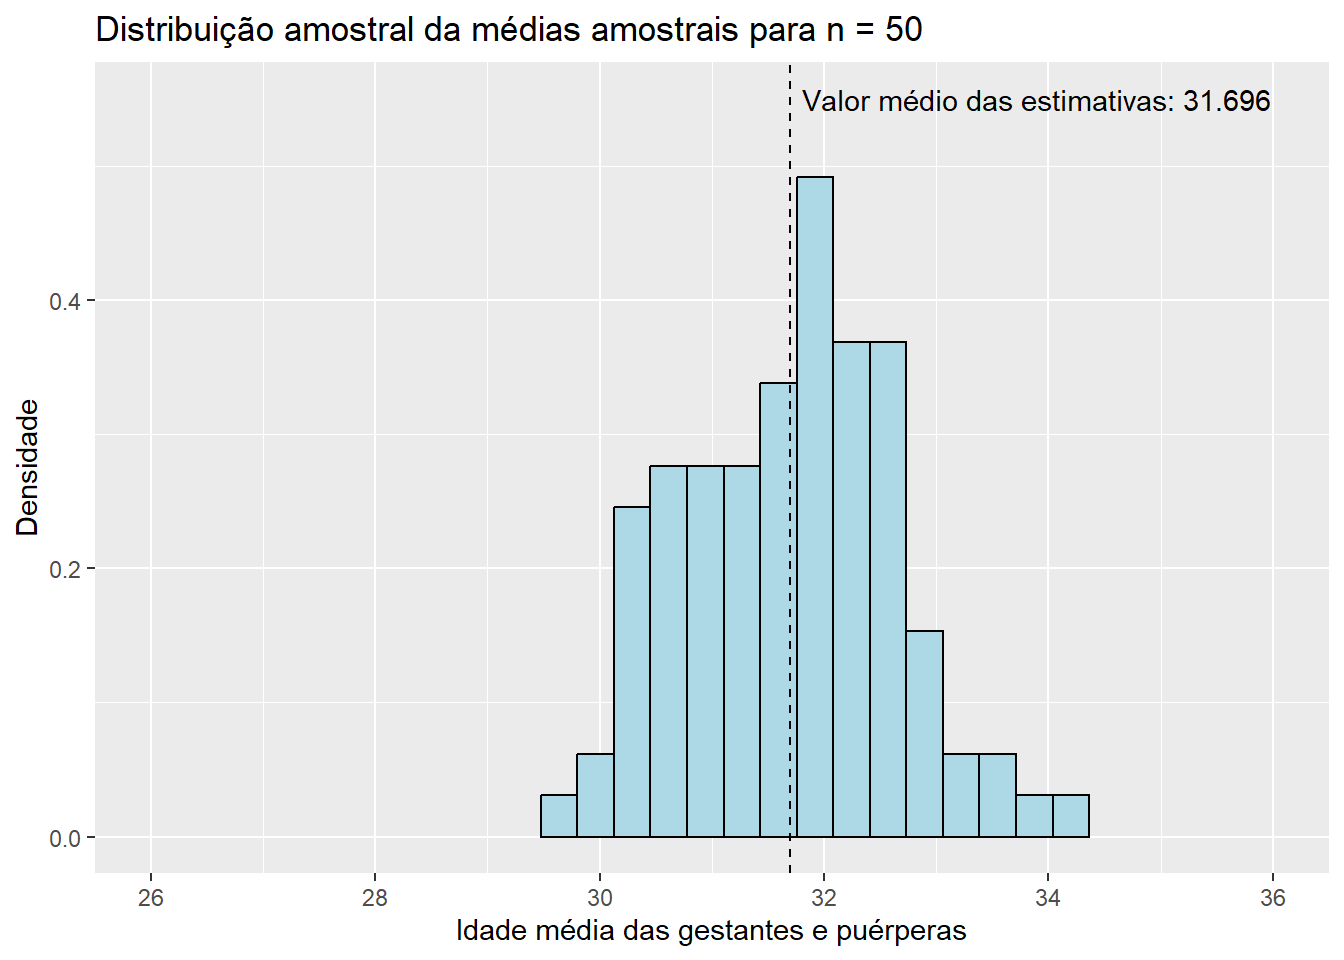 Distribuição amostral da médias amostrais para n = 50
Valor médio das estimativas: 31.696
Densidade
0.4
0.2
0.0
26 28 30 32 34 36
Idade média das gestantes e puérperas